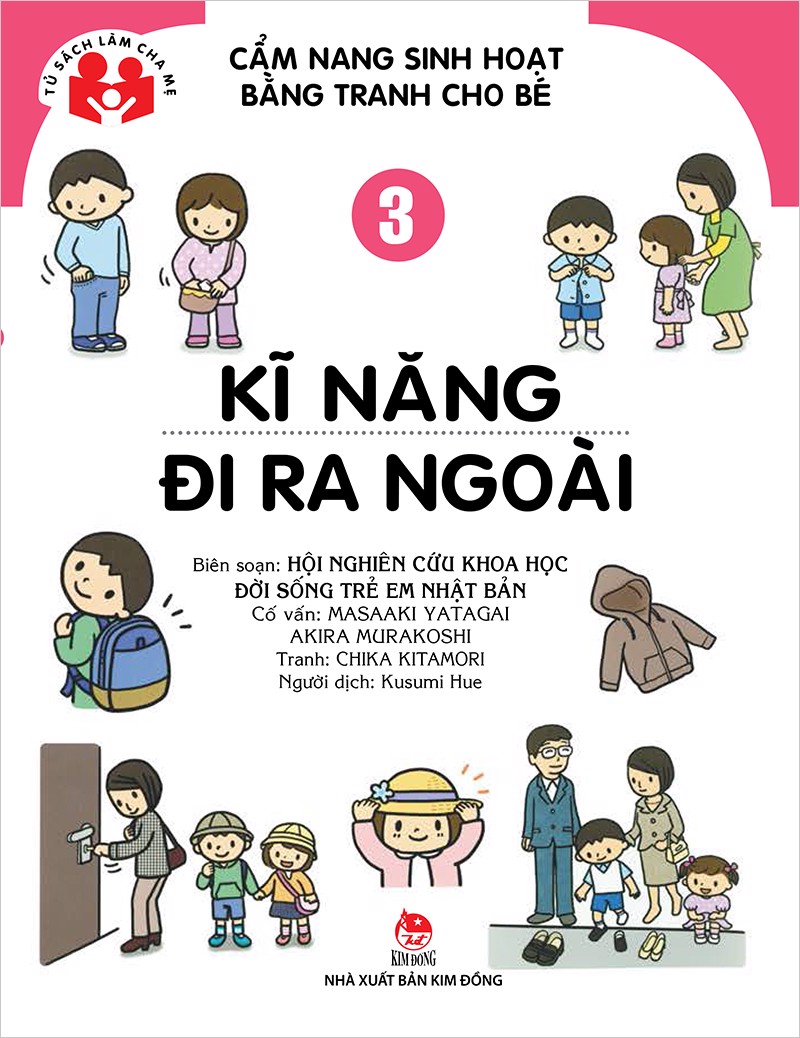 TỦ SÁCH LÀM CHA MẸ
CẨM NANG SINH HOẠT
BẰNG TRANH CHO BÉ
3
KĨ NĂNG
ĐI RA NGOÀI
Biên soạn: HỘI NGHIÊN CỨU KHOA HỌC
ĐỜI SỐNG TRẺ EM NHẬT BẢN
Cố vấn: MASAAKI YATAGAI
AKIRA MURAKOSHI
Tranh: CHIKA KITAMORI
Người dịch: Kusumi Hue
KIM ĐỒNG
NHÀ XUẤT BẢN KIM ĐỒNG